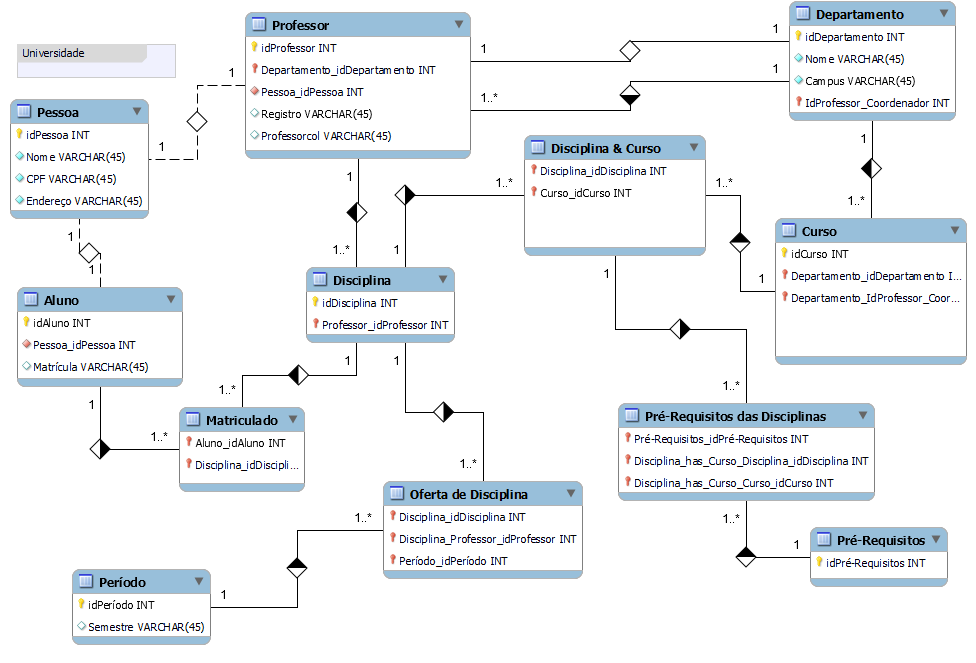 Universidade
Pessoa
idPessoa INT
Nome VARCHAR(45)
CPF VARCHAR(45)
Endereço VARCHAR(45)
1
1
Professor
idProfessor INT
Departamento_idDepartamento INT
Pessoa_idPessoa INT
Registro VARCHAR(45)
Professorcol VARCHAR(45)
1
1
1..*
1
Departamento
idDepartamento INT
Nome VARCHAR(45)
Campus VARCHAR(45)
IdProfessor_Coordenador INT
1
1..*
Disciplina & Curso
Disciplina_idDisciplina INT
Curso_idCurso INT
1..*
1
1..*
1
Curso
idCurso INT
Departamento_idDepartamento I...
Departamento_IdProfessor_Coor...
1
1..*
Disciplina
idDisciplina INT
Professor_idProfessor INT
1
1
Aluno
idAluno INT
Pessoa_idPessoa INT
Matrícula VARCHAR(45)
1
1..*
1
1..*
Matriculado
Aluno_idAluno INT
Disciplina_idDiscipli...
1
1..*
Pré-Requisitos das Disciplinas
Pré-Requisitos_idPré-Requisitos INT
Disciplina_has_Curso_Disciplina_idDisciplina INT
Disciplina_has_Curso_Curso_idCurso INT
1
1..*
1..*
1
Pré-Requisitos
idPré-Requisitos INT
Oferta de Disciplina
Disciplina_idDisciplina INT
Disciplina_Professor_idProfessor INT
Período_idPeríodo INT
1..*
1
Período
idPeríodo INT
Semestre VARCHAR(45)